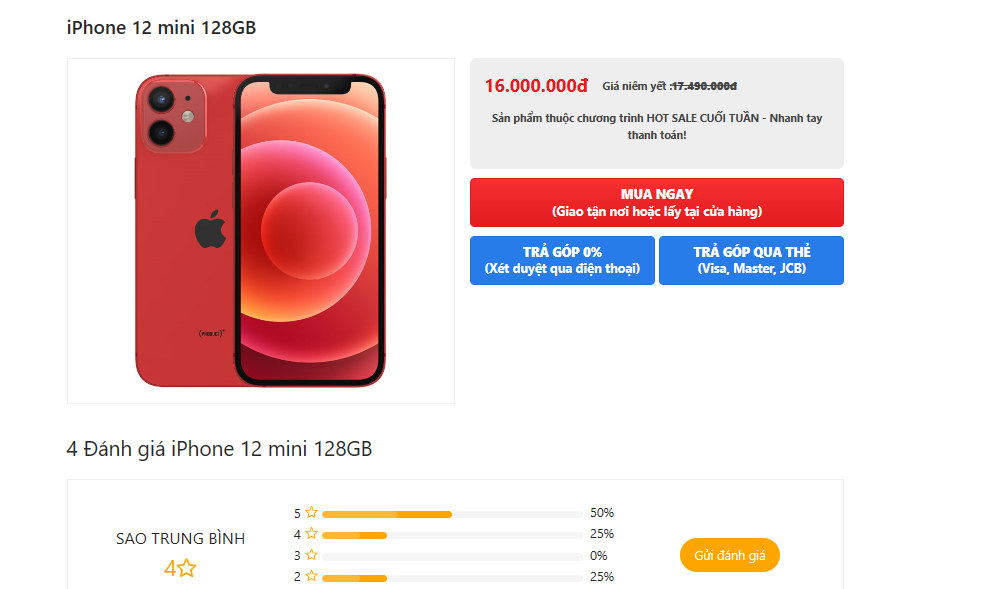 iPhone 12 mini 128GB
16.000.000đ Giá niêm yết :17.490.000đ
Sản phẩm thuộc chương trình HOT SALE CUỐI TUẦN - Nhanh tay
thanh toán!
MUA NGAY
(Giao tận nơi hoặc lấy tại cửa hàng)
TRẢ GÓP 0%
(Xét duyệt qua điện thoại)
TRẢ GÓP QUA THẺ
(Visa, Master, JCB)
4 Đánh giá iPhone 12 mini 128GB
SAO TRUNG BÌNH
4
5 50%
4 25%
3 0%
2 25%
Gửi đánh giá